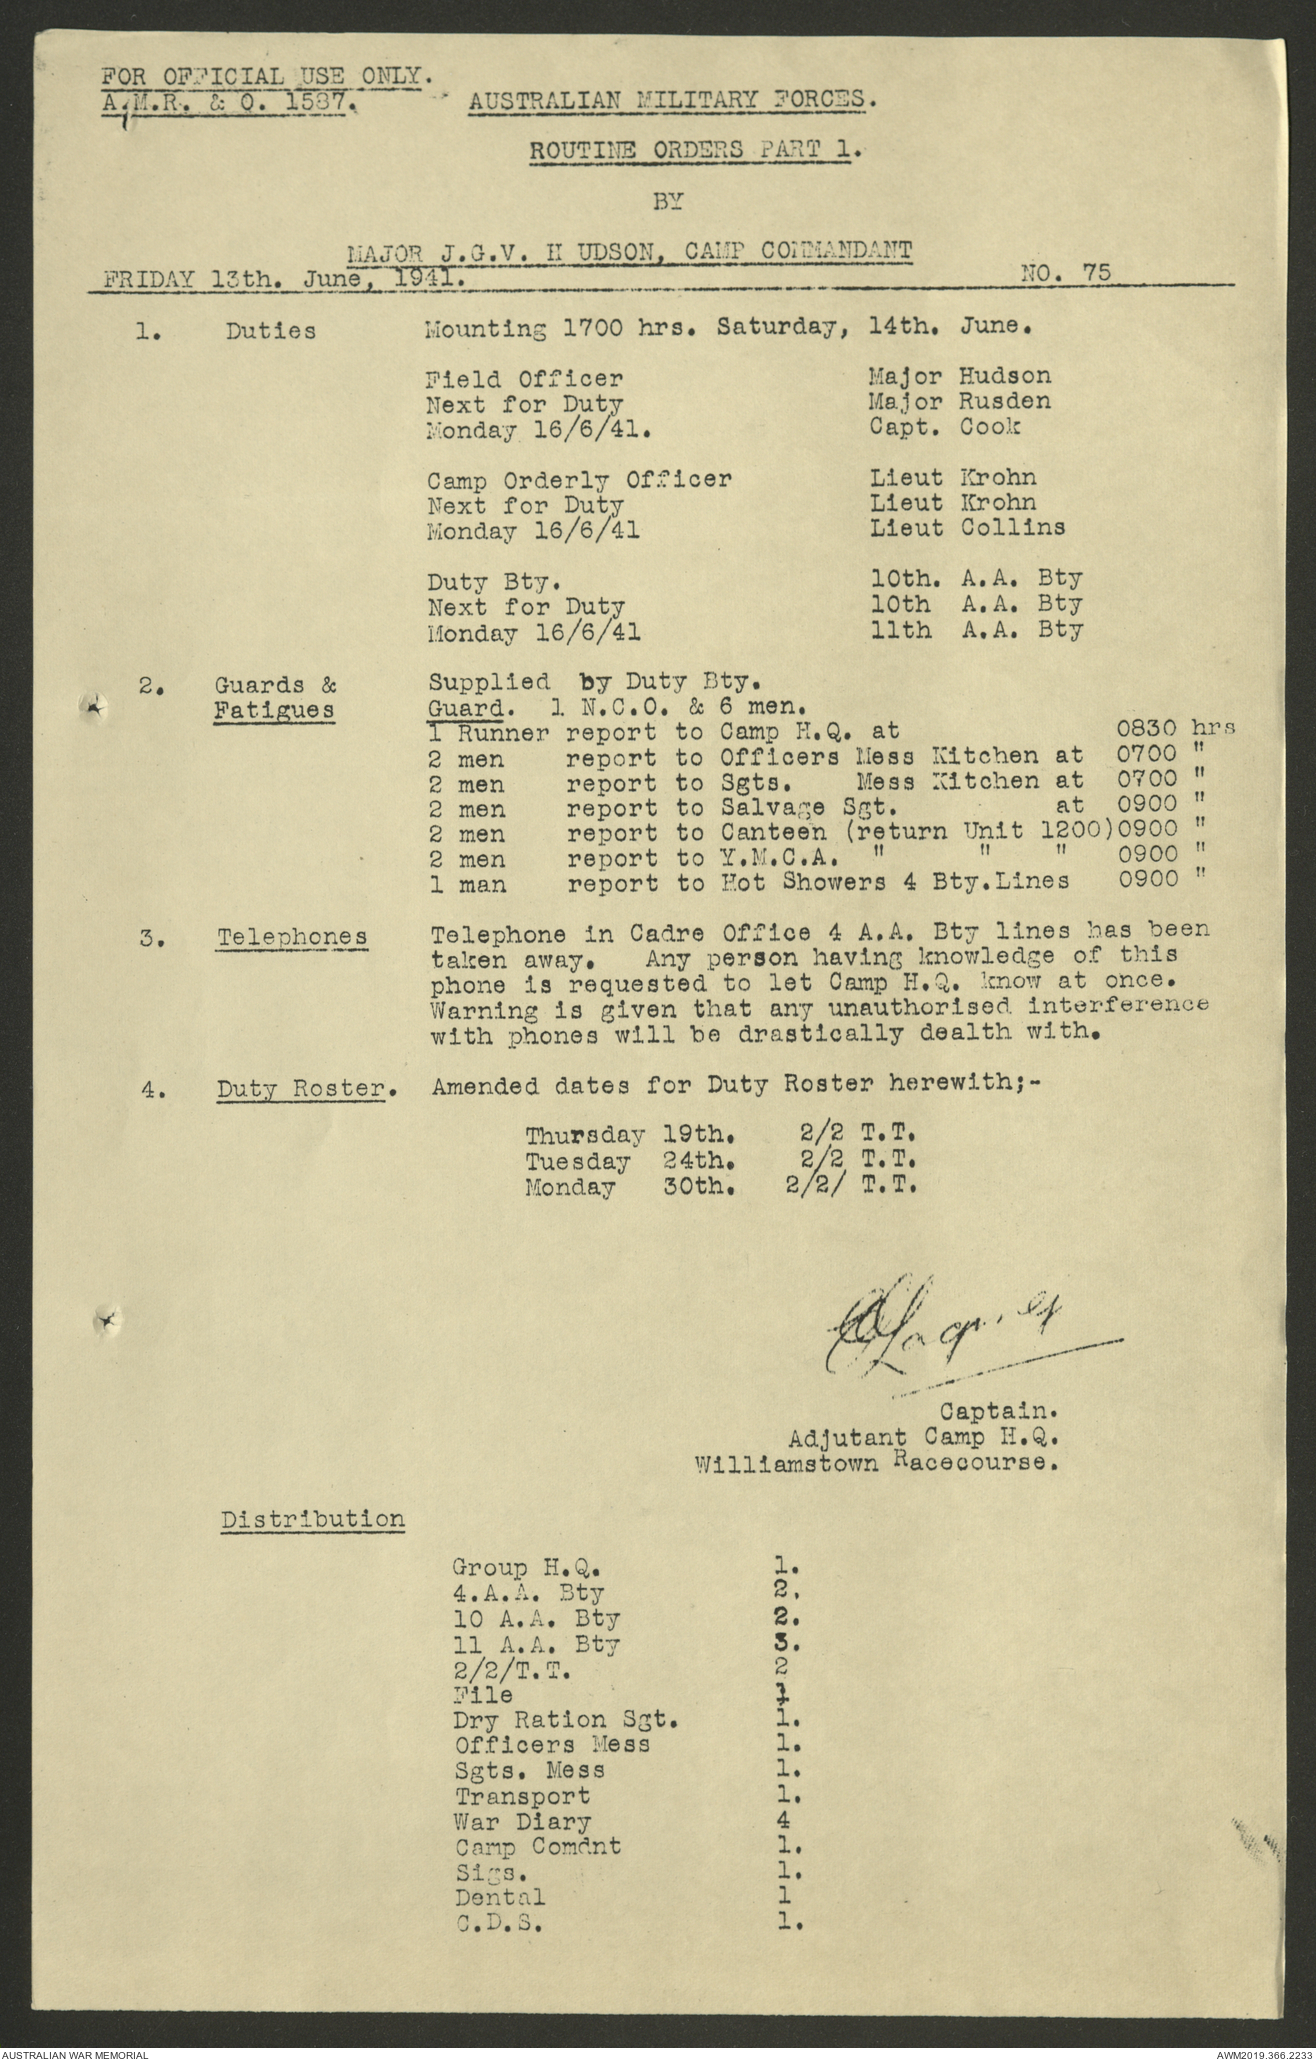 FOR OFFICIAL USE ONLY.
A.M.R. & O. 1587.
AUSTRALIAN MILITARY FORCES.
ROUTINE ORDERS PART 1.
BY
MAJOR J.G.V. H UDSON, CAMP COMMANDANT
FRIDAY 13th. June, 1941. NO. 75
1. Duties Mounting 1700 hrs. Saturday, 14th. June.
Field Officer Major Hudson
Next for Duty Major Rusden
Monday 16/6/41. Capt. Cook
Camp Orderly Officer Lieut Krohn
Next for Duty Lieut Krohn
Monday 16/6/41 Lieut Collins
Duty Bty. 10th. A.A. Bty
Next for Duty 10th A.A. Bty
Monday 16/6/41 11th A.A. Bty
2. Guards & Supplied by Duty Bty.
Fatigues Guard. 1 N.C.O. & 6 men.
1 Runner report to Camp H.Q. at 0830 hrs
2 men report to Officers Mess Kitchen at 0700 "
2 men report to Sgts. Mess Kitchen at 0700 "
2 men report to Salvage Sgt. at 0900 "
2 men report to Canteen (return Unit 1200)0900 "
2 men report to Y.M.C.A. " " " 0900 "
1 man report to Hot Showers 4 Bty.Lines 0900 "
3. Telephones Telephone in Cadre Office 4 A.A. Bty lines has been
taken away. Any person having knowledge of this
phone is requested to let Camp H.Q. know at once.
Warning is given that any unauthorised interference
with phones will be drastically dealth with.
4. Duty Roster. Amended dates for Duty Roster herewith;-
Thursday 19th. 2/2 T.T.
Tuesday 24th. 2/2 T.T.
Monday 30th. 2/2/ T.T.
Captain.
Adjutant Camp H.Q.
Williamstown Racecourse.
Distribution
Group H.Q. 1.
4.A.A. Bty 2.
10 A.A. Bty 2.
11 A.A. Bty 3.
2/2/T.T. 2
File 1
Dry Ration Sgt. 1.
Officers Mess 1.
Sgts. Mess 1.
Transport 1.
War Diary 4
Camp Comdnt 1.
Sigs. 1.
Dental 1
C.D.S. 1.
AUSTRALIAN WAR MEMORIAL AWM2019.366.2233